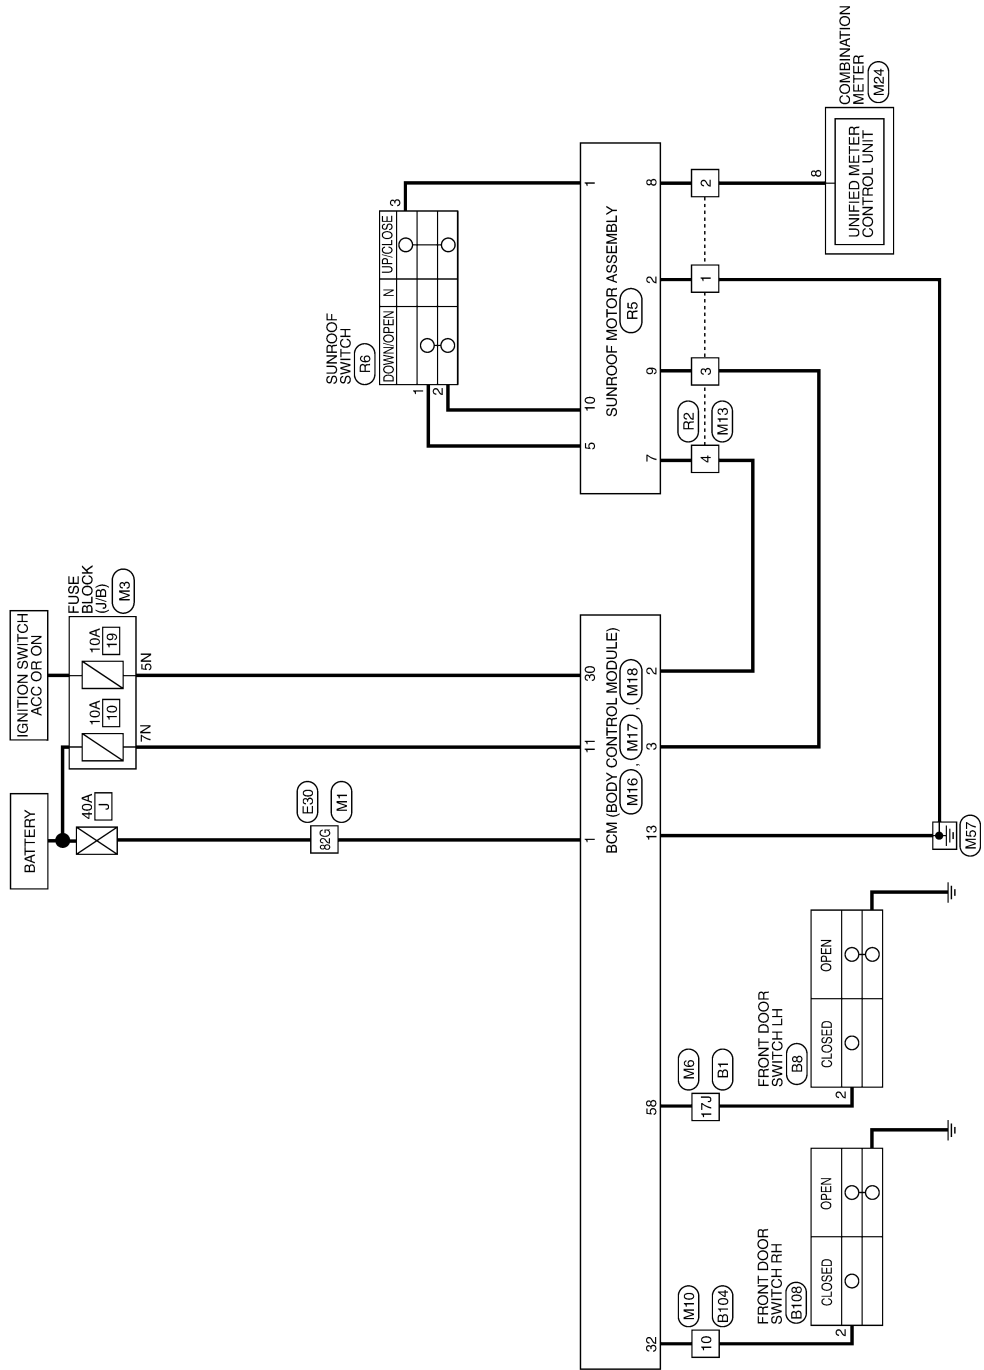 BATTERY
IGNITION SWITCH
ACC OR ON
40A
J
10A
10
10A
19
FUSE
BLOCK
(J/B)
M3
7N
5N
82G
E30
M1
SUNROOF
SWITCH
R6
DOWN/OPEN
N
UP/CLOSE
1
2
3
32
58
1
11
30
BCM (BODY CONTROL MODULE)
M16 , M17 , M18
13
3
2
5
10
1
SUNROOF MOTOR ASSEMBLY
R5
7
9
2
8
M10
10
B104
M6
17J
B1
R2
M13
4
3
1
2
FRONT DOOR
SWITCH RH
B108
2
CLOSED
OPEN
FRONT DOOR
SWITCH LH
B8
2
CLOSED
OPEN
M57
8
UNIFIED METER
CONTROL UNIT
COMBINATION
METER
M24